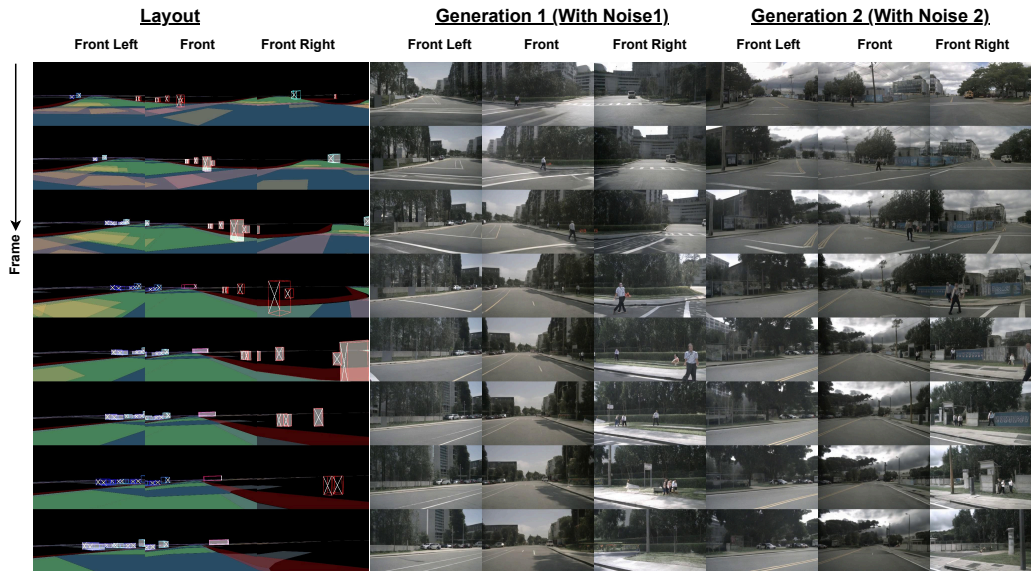 Layout Generation 1 (With Noise1) Generation 2 (With Noise 2)
Front Left Front Front Right Front Left Front Front Right Front Left Front Front Right
Frame